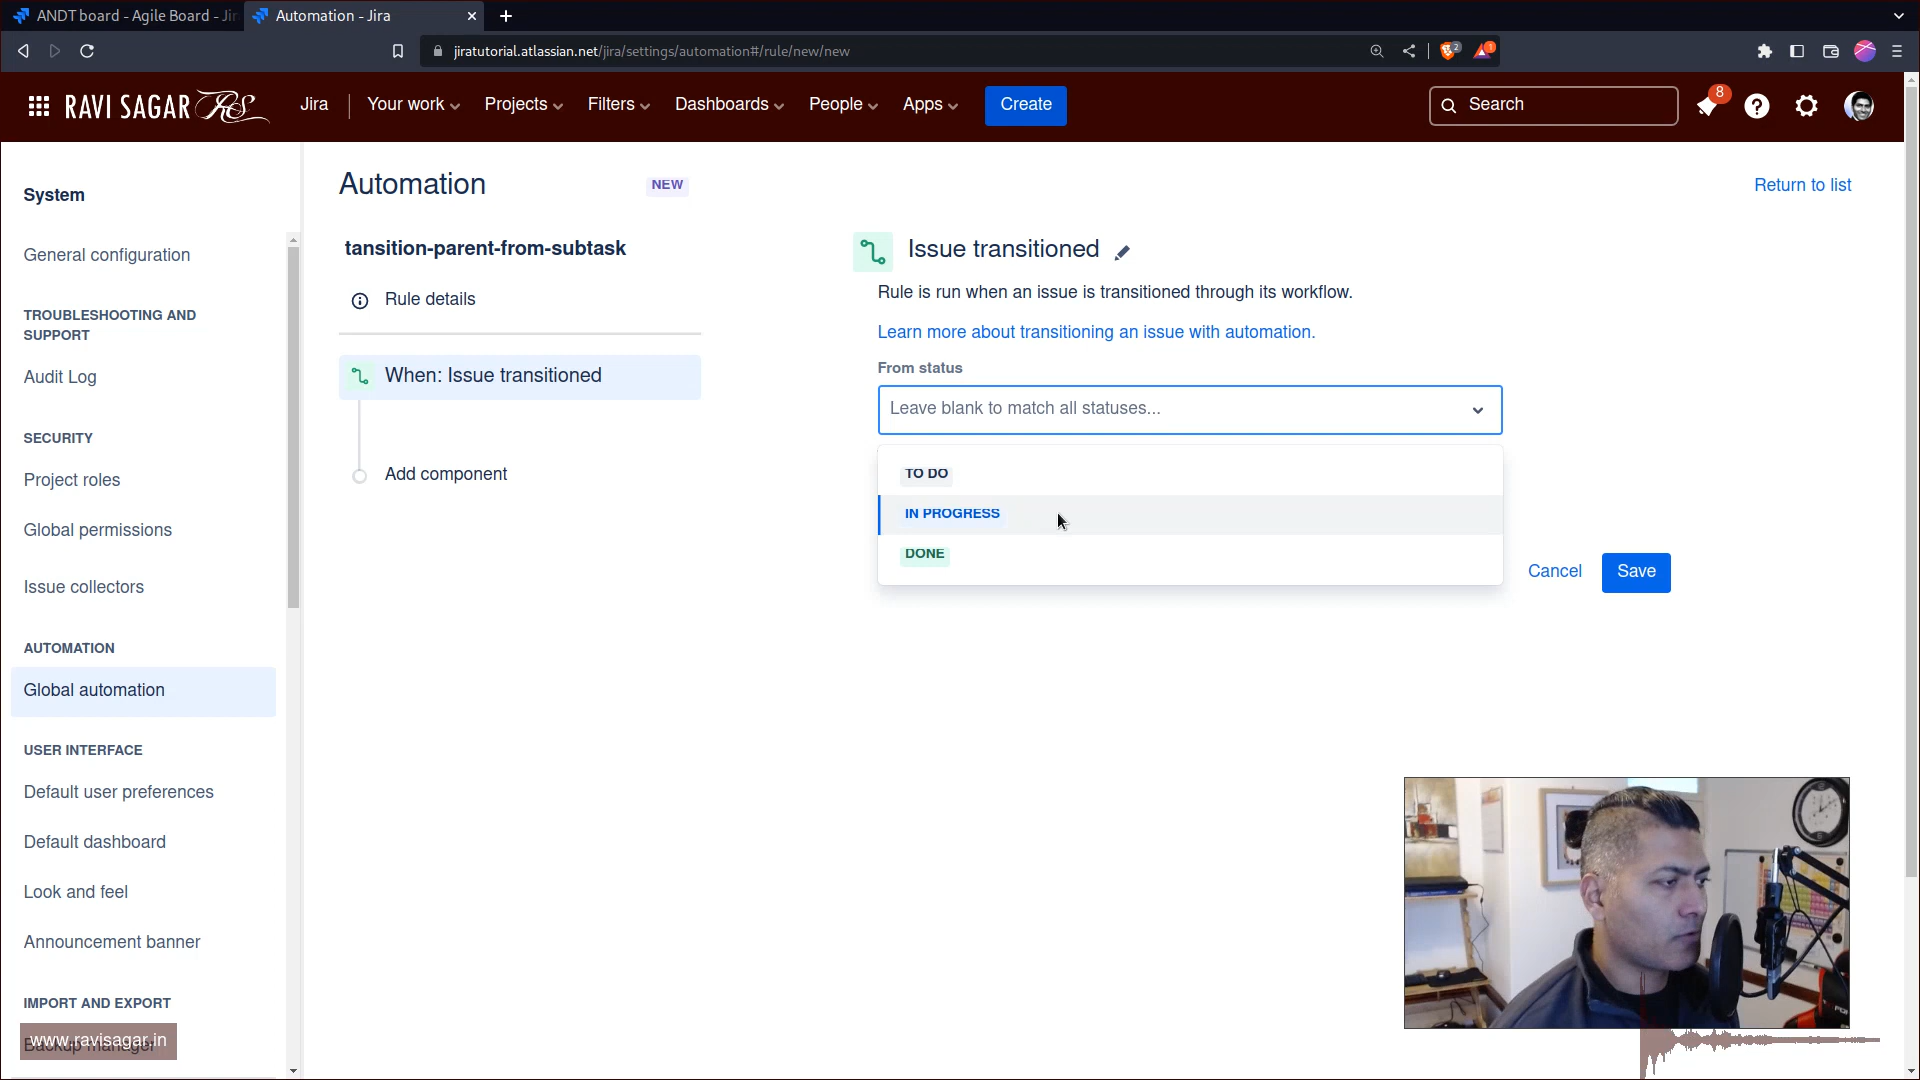 ANDT board - Agile Board - Jir
Automation - Jira
jiratutorial.atlassian.net/jira/settings/automation#/rule/new/new
2
1
RAVI SAGAR RS
Jira
Your work
Projects
Filters
Dashboards
People
Apps
Create
Search
8
System
General configuration
TROUBLESHOOTING AND
SUPPORT
Audit Log
SECURITY
Project roles
Global permissions
Issue collectors
AUTOMATION
Global automation
USER INTERFACE
Default user preferences
Default dashboard
Look and feel
Announcement banner
IMPORT AND EXPORT
Backup manager
www.ravisagar.in
Automation
NEW
Return to list
tansition-parent-from-subtask
Rule details
When: Issue transitioned
Add component
Issue transitioned
Rule is run when an issue is transitioned through its workflow.
Learn more about transitioning an issue with automation.
From status
Leave blank to match all statuses...
TO DO
IN PROGRESS
DONE
Cancel
Save